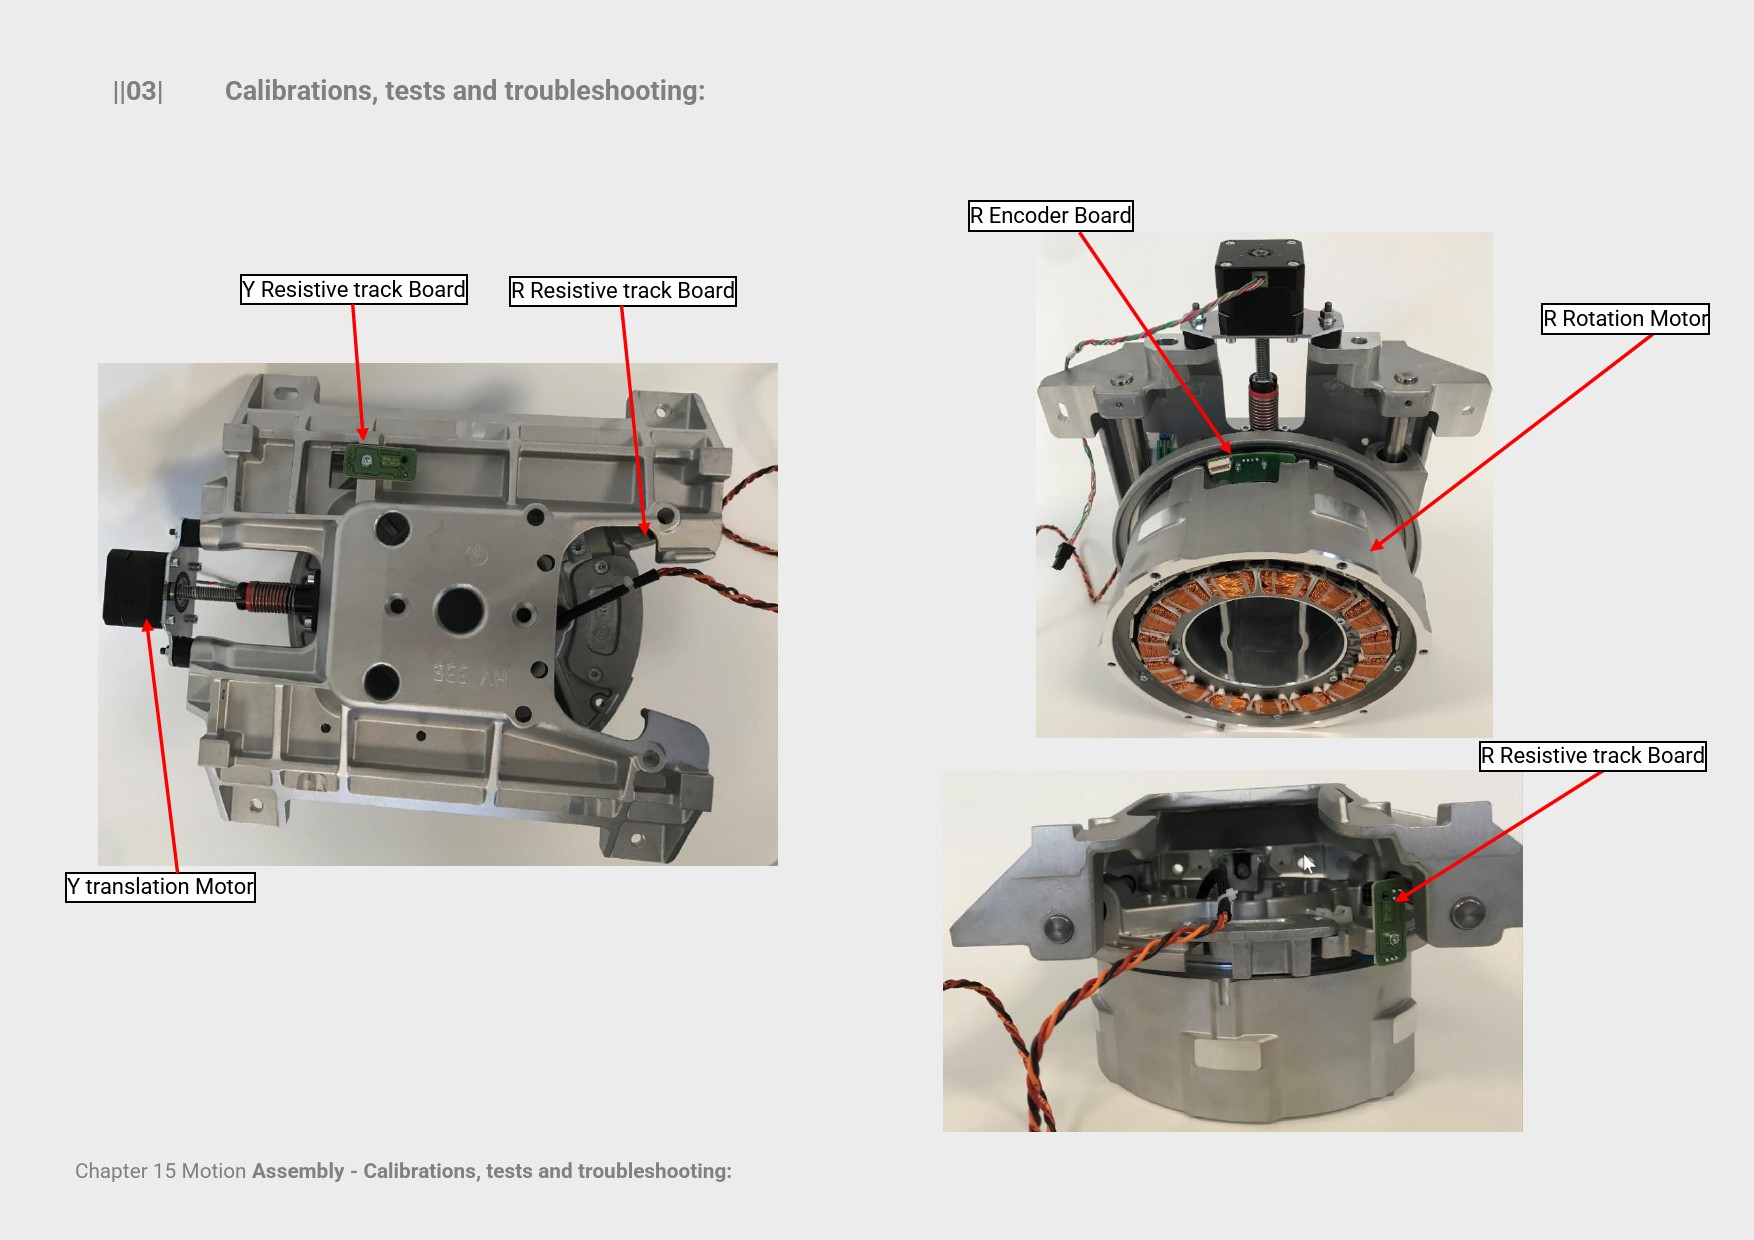 ||03| Calibrations, tests and troubleshooting:
R Encoder Board
Y Resistive track Board
R Resistive track Board
R Rotation Motor
R Resistive track Board
Y translation Motor
Chapter 15 Motion Assembly - Calibrations, tests and troubleshooting: